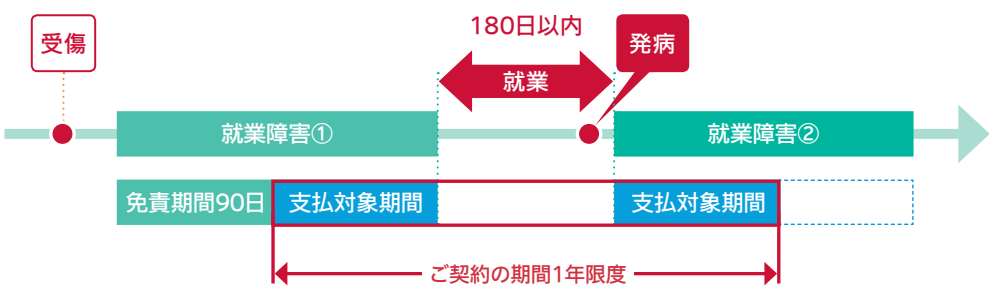 180日以内
受傷
発病
就業
就業障害①
就業障害②
免責期間90日
支払対象期間
支払対象期間
ご契約の期間1年限度